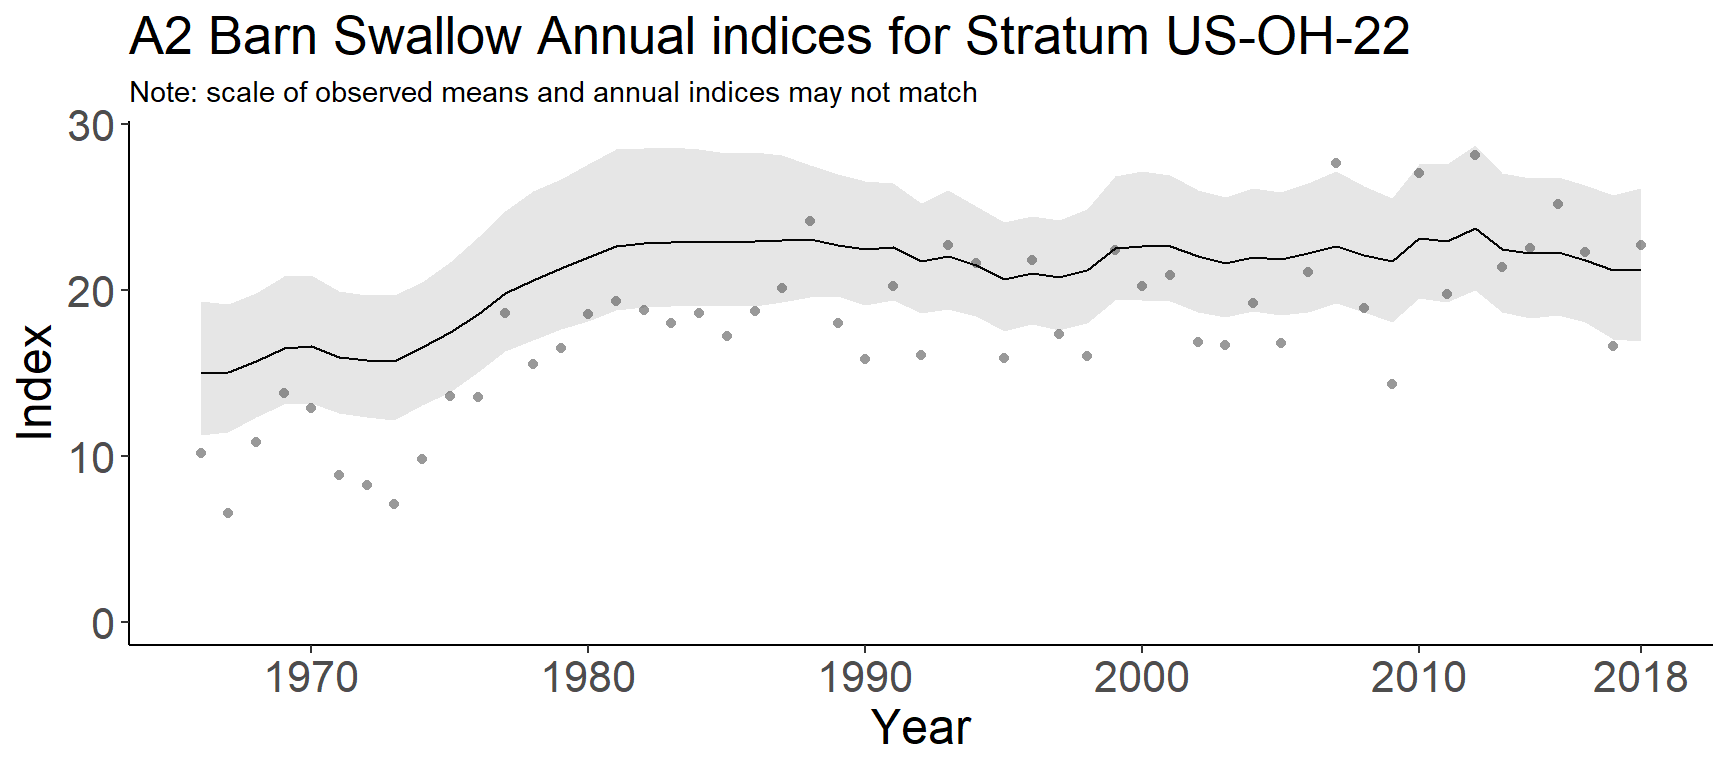 A2 Barn Swallow Annual indices for Stratum US-OH-22
Note: scale of observed means and annual indices may not match
30
20
10
0
Index
1970 1980 1990 2000 2010 2018
Year